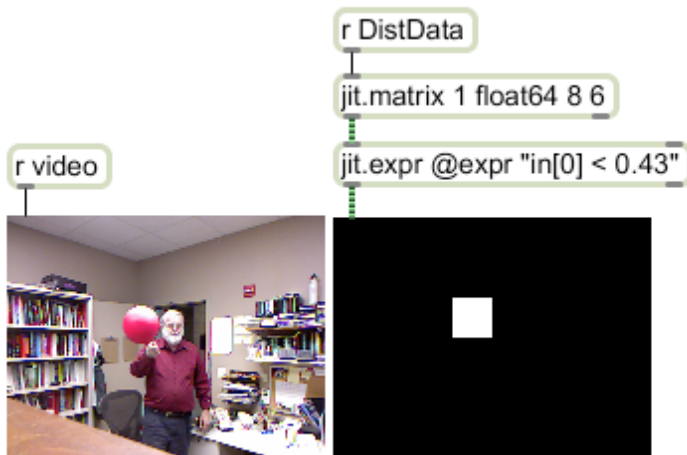 r DistData
jit.matrix 1 float64 8 6
r video
jit.expr @expr "in[0] < 0.43"